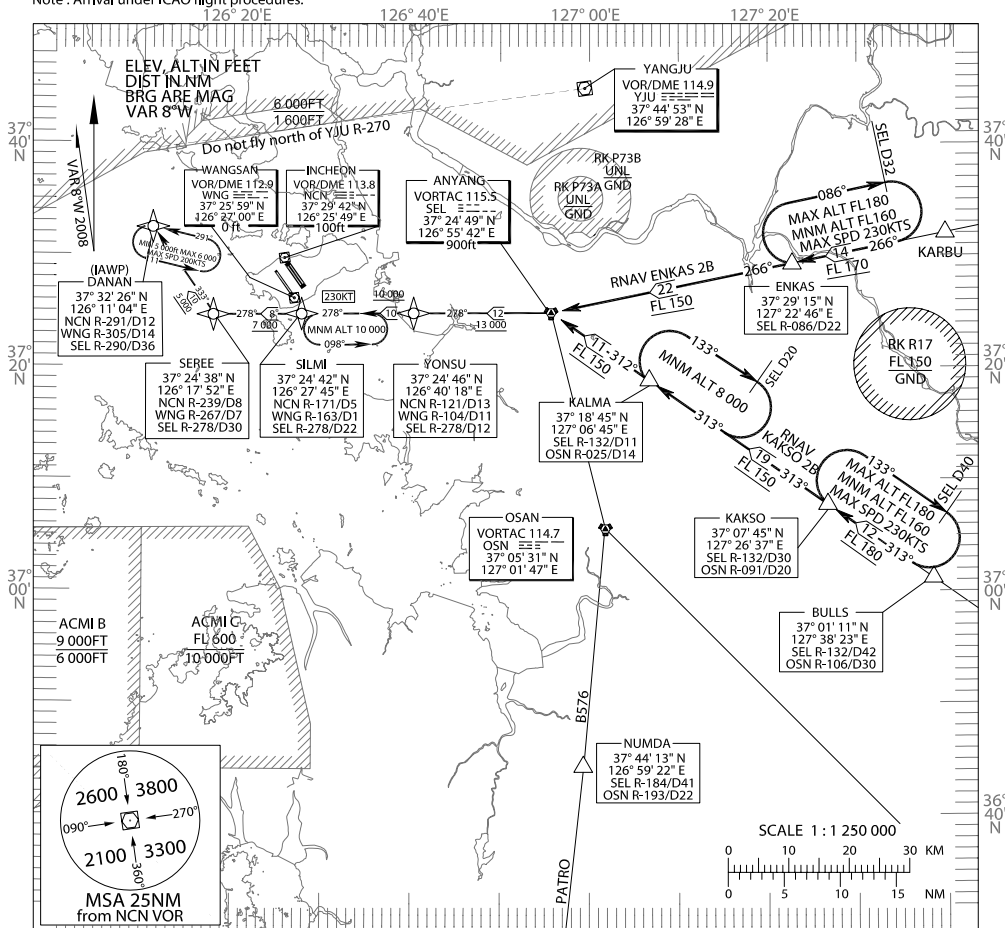 Note : Arrival under ICAO flight procedures.
126° 20' E
126° 40' E
127° 00' E
127° 20' E
ELEV, ALT IN FEET
DIST IN NM
BRG ARE MAG
VAR 8°W
VAR 8°W 2008
37°
40'
N
37°
40'
N
6 000FT
1 600FT
Do not fly north of YJU R-270
YANGJU
VOR/DME 114.9
YJU
37° 44' 53" N
126° 59' 28" E
RK P73B
UNL
GND
RK P73A
UNL
GND
WANGSAN
VOR/DME 112.9
WNG
37° 25' 59" N
126° 27' 00" E
0 ft
INCHEON
VOR/DME 113.8
NCN
37° 29' 42" N
126° 25' 49" E
100ft
ANYANG
VORTAC 115.5
SEL
37° 24' 49" N
126° 55' 42" E
900ft
SEL D32
086°
MAX ALT FL180
MNM ALT FL160
MAX SPD 230KTS
266°
14
FL 170
KARBU
RNAV ENKAS 2B
266°
22
FL 150
ENKAS
37° 29' 15" N
127° 22' 46" E
SEL R-086/D22
291°
MAX 6 000
MAX SPD 200KTS
111°
333°
10
5 000
(IAWP)
DANAN
37° 32' 26" N
126° 11' 04" E
NCN R-291/D12
WNG R-305/D14
SEL R-290/D36
278°
8
7 000
230KT
278°
10 000
10
278°
12
13 000
MNM ALT 10 000
098°
SEREE
37° 24' 38" N
126° 17' 52" E
NCN R-239/D8
WNG R-267/D7
SEL R-278/D30
SILMI
37° 24' 42" N
126° 27' 45" E
NCN R-171/D5
WNG R-163/D1
SEL R-278/D22
YONSU
37° 24' 46" N
126° 40' 18" E
NCN R-121/D13
WNG R-104/D11
SEL R-278/D12
37°
20'
N
37°
20'
N
RK R17
FL 150
GND
11-312°
FL 150
133°
MNM ALT 8 000
SEL D20
313°
KALMA
37° 18' 45" N
127° 06' 45" E
SEL R-132/D11
OSN R-025/D14
RNAV
KAKSO 2B
19-313°
FL 150
133°
MAX ALT FL180
MNM ALT FL160
MAX SPD 230KTS
SEL D40
12-313°
FL 180
KAKSO
37° 07' 45" N
127° 26' 37" E
SEL R-132/D30
OSN R-091/D20
OSAN
VORTAC 114.7
OSN
37° 05' 31" N
127° 01' 47" E
37°
00'
N
37°
00'
N
BULLS
37° 01' 11" N
127° 38' 23" E
SEL R-132/D42
OSN R-106/D30
ACMI B
9 000FT
6 000FT
ACMI C
FL 600
10 000FT
B576
NUMDA
37° 44' 13" N
126° 59' 22" E
SEL R-184/D41
OSN R-193/D22
PATRO
36°
40'
N
180°
2600
3800
090°
270°
2100
3300
360°
MSA 25NM
from NCN VOR
SCALE 1 : 1 250 000
0 10 20 30 KM
0 5 10 15 NM